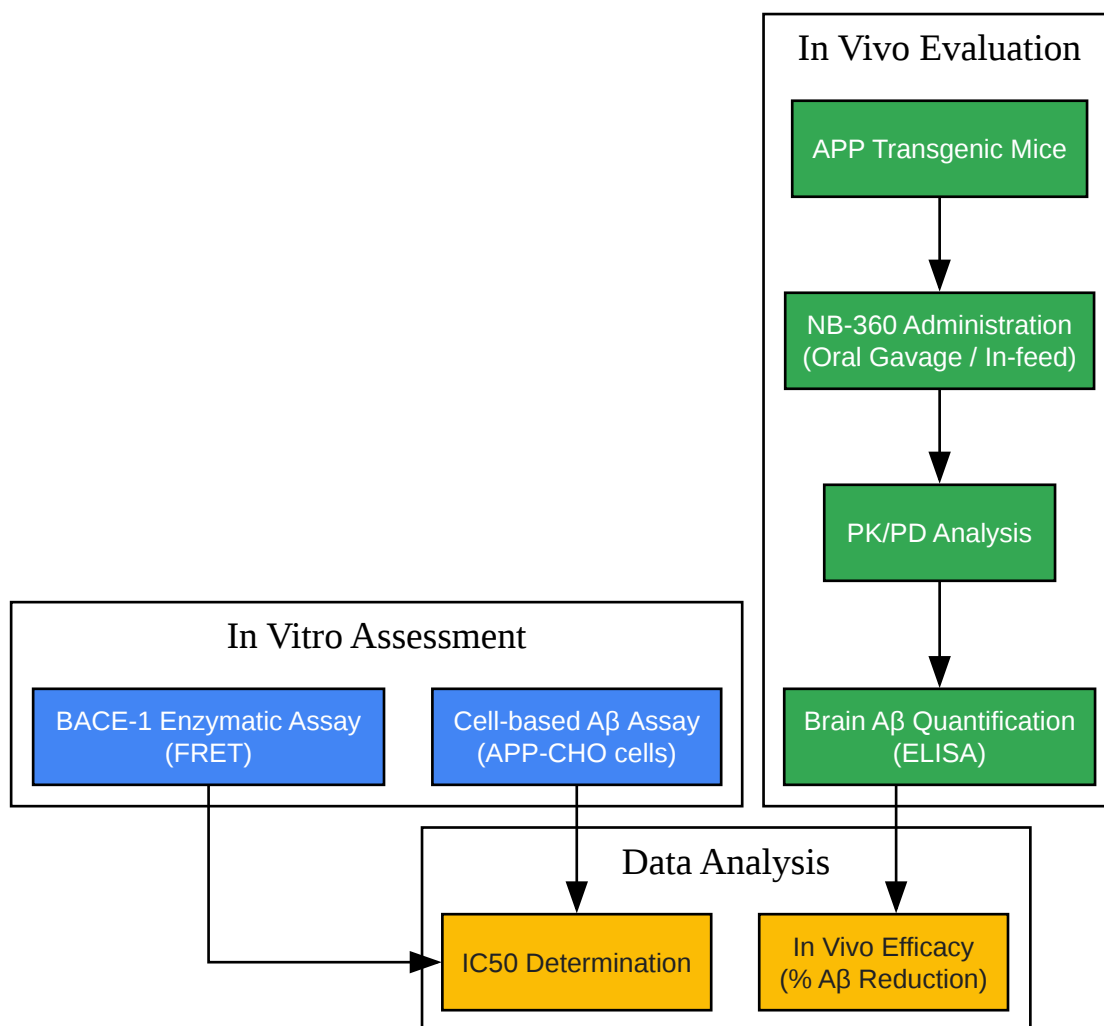 In Vivo Evaluation
APP Transgenic Mice
NB-360 Administration
(Oral Gavage / In-feed)
PK/PD Analysis
Brain Aβ Quantification
(ELISA)
In Vitro Assessment
BACE-1 Enzymatic Assay
(FRET)
Cell-based Aβ Assay
(APP-CHO cells)
Data Analysis
IC50 Determination
In Vivo Efficacy
(% Aβ Reduction)